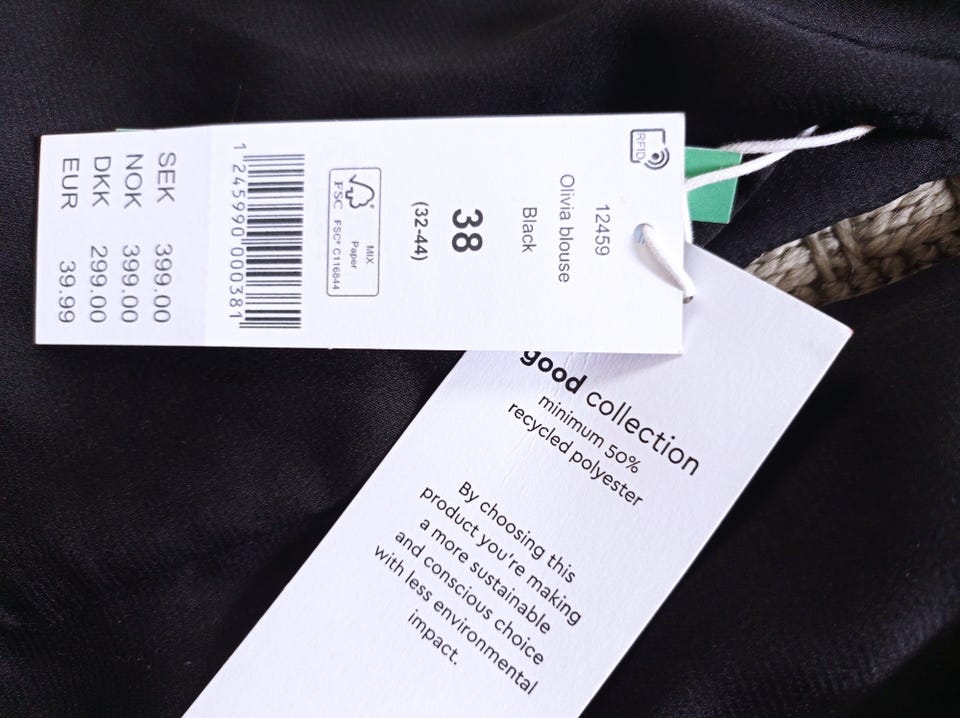 RFID
12459
Olivia blouse
Black
38
(32-44)
FSC
MIX
Paper
FSC® C116844
1 245990 000381
SEK 399.00
NOK 399.00
DKK 299.00
EUR 39.99
good collection
minimum 50%
recycled polyester
By choosing this
product you're making
a more sustainable
and conscious choice
with less environmental
impact.